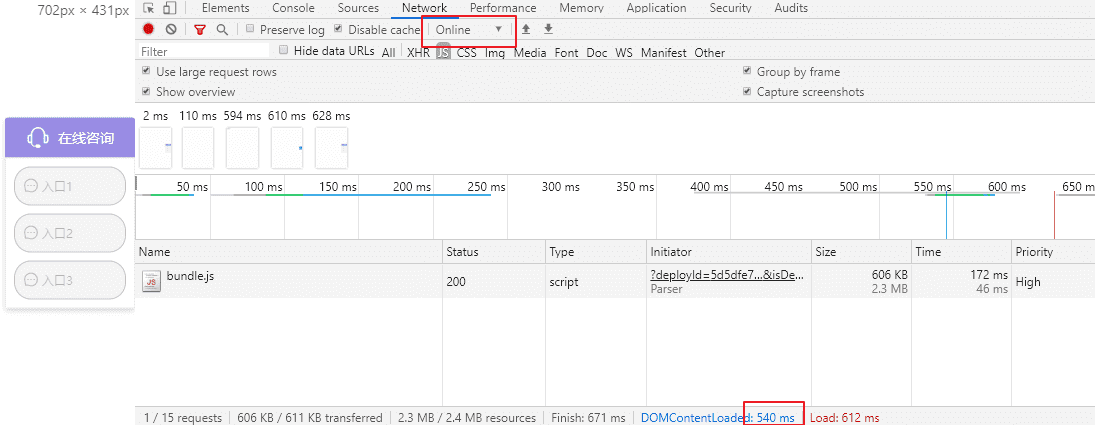 702px × 431px
Elements Console Sources Network Performance Memory Application Security Audits
Preserve log Disable cache Online ▼
Filter Hide data URLs All XHR JS CSS Img Media Font Doc WS Manifest Other
Use large request rows Group by frame
Show overview Capture screenshots
2 ms 110 ms 594 ms 610 ms 628 ms
在线咨询
入口1
入口2
入口3
50 ms 100 ms 150 ms 200 ms 250 ms 300 ms 350 ms 400 ms 450 ms 500 ms 550 ms 600 ms 650 m
Name Status Type Initiator Size Time Priority
bundle.js 200 script ?deployId=5d5dfe7...&isDe... 606 KB 172 ms High
Parser 2.3 MB 46 ms
1 / 15 requests 606 KB / 611 KB transferred 2.3 MB / 2.4 MB resources Finish: 671 ms DOMContentLoaded: 540 ms Load: 612 ms